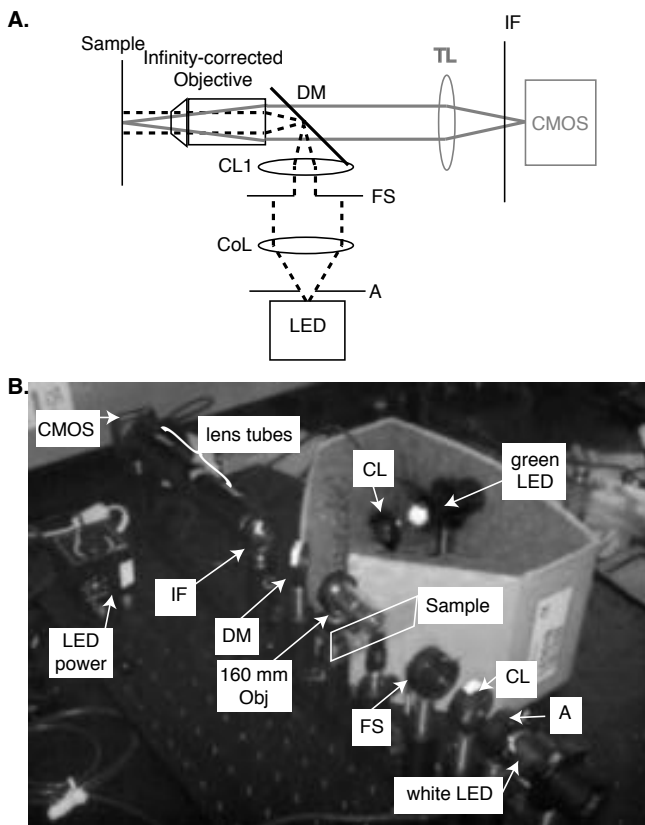 A.
IF
Sample
Infinity-corrected
Objective
DM
TL
CMOS
CL1
FS
CoL
A
LED
B.
CMOS
lens tubes
CL
green
LED
IF
DM
Sample
LED
power
160 mm
Obj
CL
FS
A
white LED